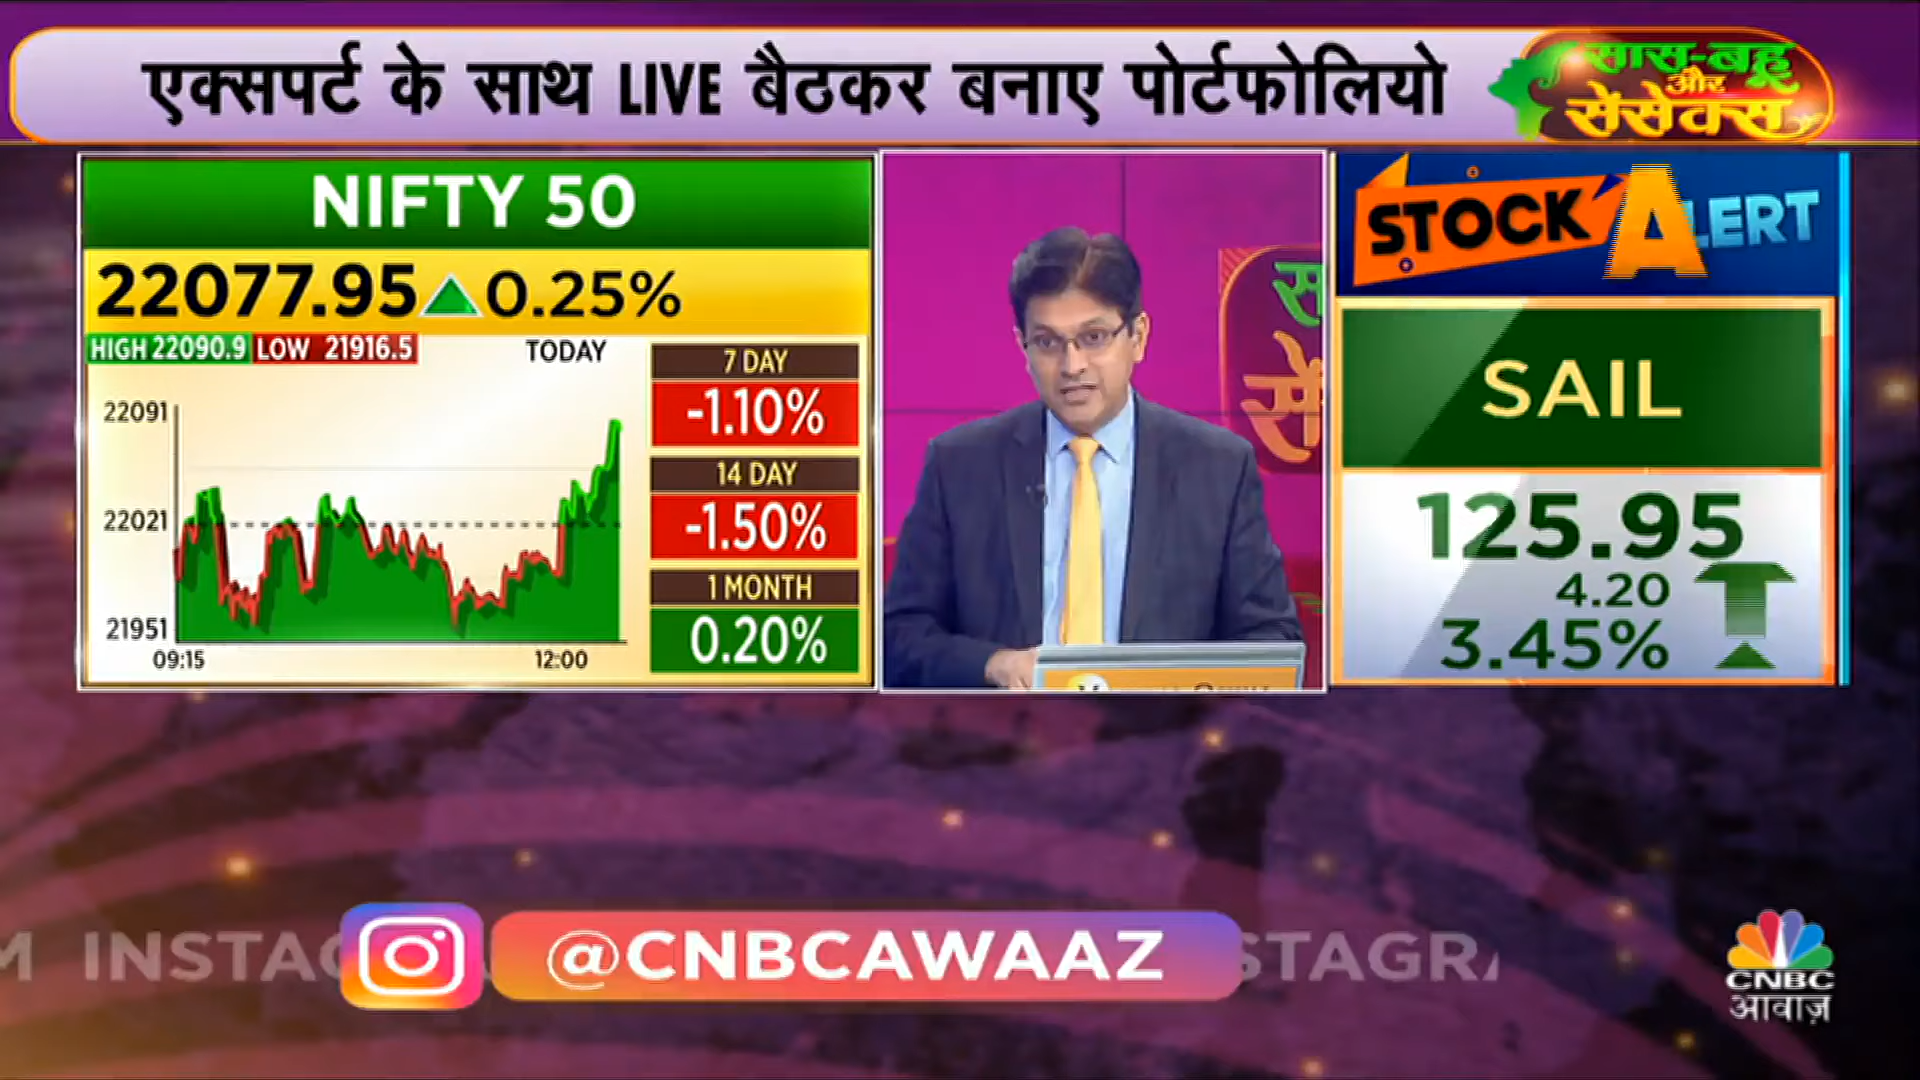 एक्सपर्ट के साथ LIVE बैठकर बनाए पोर्टफोलियो
सास-बहू
और
सेंसेक्स
NIFTY 50
22077.95 0.25%
HIGH 22090.9 LOW 21916.5
TODAY
22091
22021
21951
09:15
12:00
7 DAY
-1.10%
14 DAY
-1.50%
1 MONTH
0.20%
STOCK ALERT
SAIL
125.95
4.20
3.45%
@CNBCAWAAZ
CNBC
आवाज़